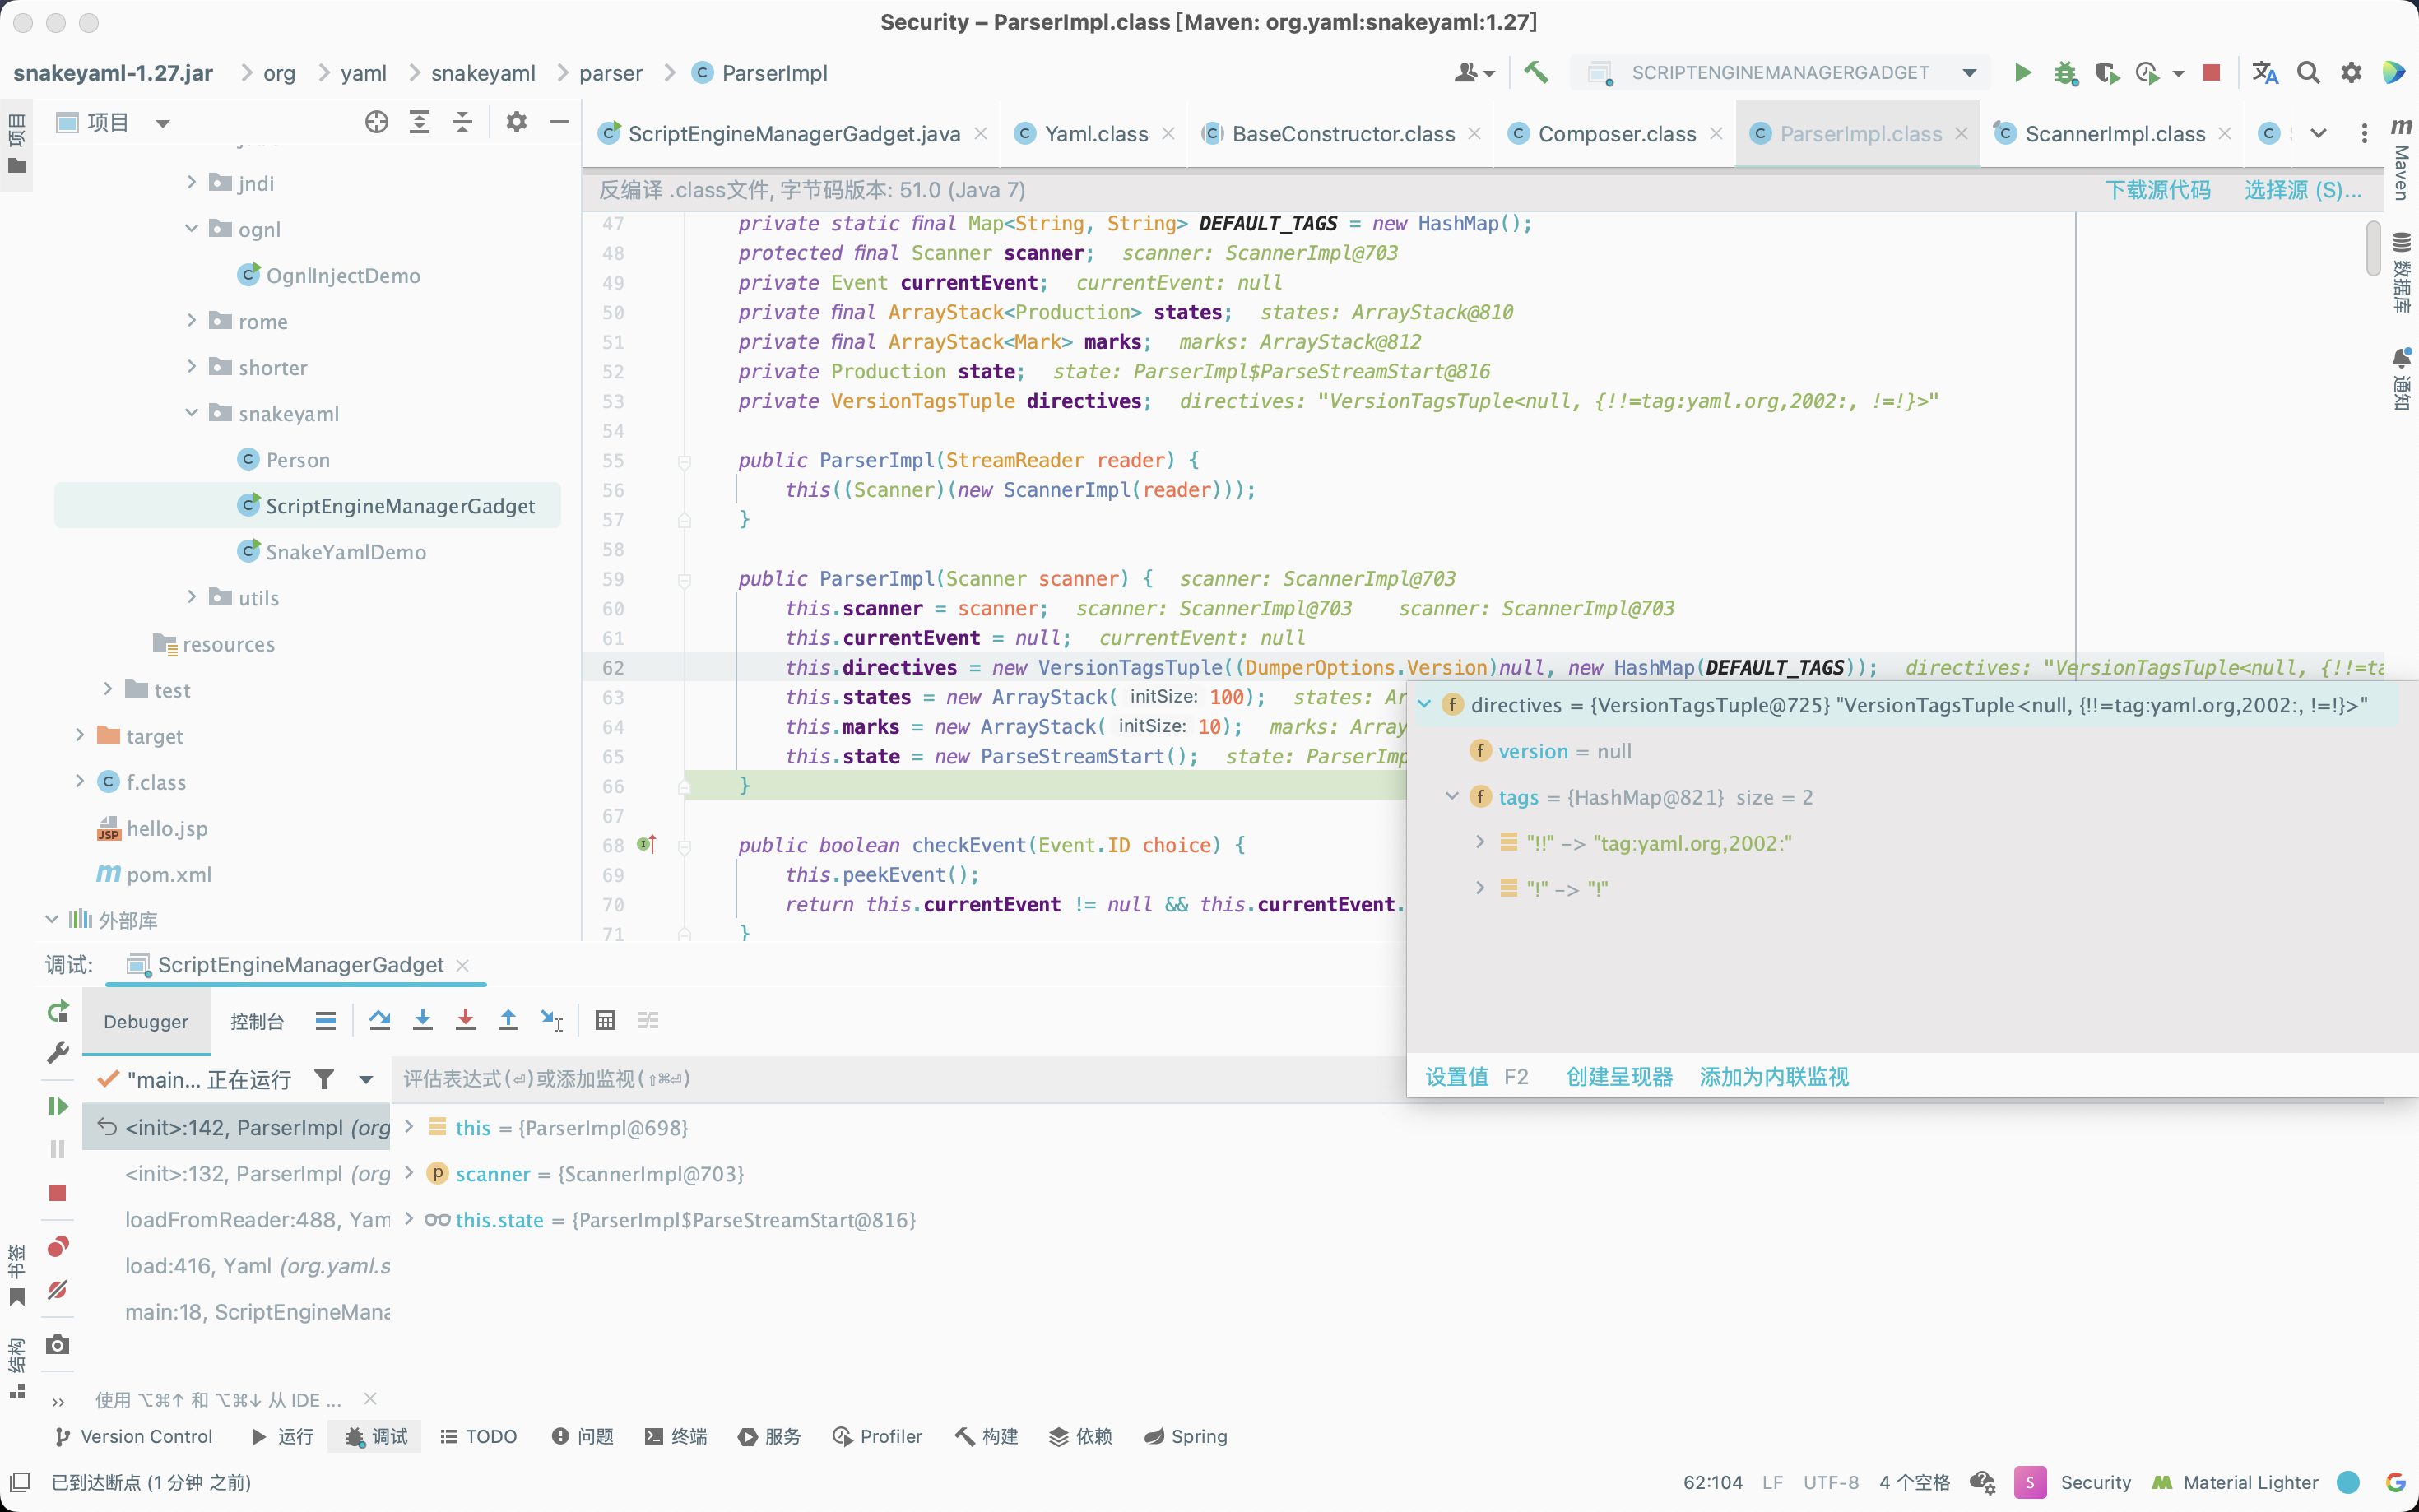 Security – ParserImpl.class [Maven: org.yaml:snakeyaml:1.27]
snakeyaml-1.27.jar org yaml snakeyaml parser ParserImpl
SCRIPTENGINEMANAGERGADGET
项目
ScriptEngineManagerGadget.java Yaml.class BaseConstructor.class Composer.class ParserImpl.class ScannerImpl.class
反编译 .class文件, 字节码版本: 51.0 (Java 7) 下载源代码 选择源 (S)...
项目
jndi
ognl
OgnlInjectDemo
rome
shorter
snakeyaml
Person
ScriptEngineManagerGadget
SnakeYamlDemo
utils
resources
test
target
f.class
hello.jsp
pom.xml
外部库
47 private static final Map<String, String> DEFAULT_TAGS = new HashMap();
48 protected final Scanner scanner; scanner: ScannerImpl@703
49 private Event currentEvent; currentEvent: null
50 private final ArrayStack<Production> states; states: ArrayStack@810
51 private final ArrayStack<Mark> marks; marks: ArrayStack@812
52 private Production state; state: ParserImpl$ParseStreamStart@816
53 private VersionTagsTuple directives; directives: "VersionTagsTuple<null, {!!=tag:yaml.org,2002:, !=!}>"
54
55 public ParserImpl(StreamReader reader) {
56 this((Scanner)(new ScannerImpl(reader)));
57 }
58
59 public ParserImpl(Scanner scanner) { scanner: ScannerImpl@703
60 this.scanner = scanner; scanner: ScannerImpl@703 scanner: ScannerImpl@703
61 this.currentEvent = null; currentEvent: null
62 this.directives = new VersionTagsTuple((DumperOptions.Version)null, new HashMap(DEFAULT_TAGS)); directives: "VersionTagsTuple<null, {!!=ta
63 this.states = new ArrayStack( initSize: 100); states: Ar
64 this.marks = new ArrayStack( initSize: 10); marks: Array
65 this.state = new ParseStreamStart(); state: ParserImp
66 }
67
68 public boolean checkEvent(Event.ID choice) {
69 this.peekEvent();
70 return this.currentEvent != null && this.currentEvent.
71 }
directives = {VersionTagsTuple@725} "VersionTagsTuple<null, {!!=tag:yaml.org,2002:, !=!}>"
version = null
tags = {HashMap@821} size = 2
"!!" -> "tag:yaml.org,2002:"
"!" -> "!"
设置值 F2 创建呈现器 添加为内联监视
Maven
数据库
通知
调试: ScriptEngineManagerGadget
Debugger 控制台
"main... 正在运行
评估表达式(⏎)或添加监视(⇧⌘⏎)
<init>:142, ParserImpl (org
<init>:132, ParserImpl (org
loadFromReader:488, Yam
load:416, Yaml (org.yaml.s
main:18, ScriptEngineMana
this = {ParserImpl@698}
scanner = {ScannerImpl@703}
this.state = {ParserImpl$ParseStreamStart@816}
书签
结构
使用 ⌥⌘↑ 和 ⌥⌘↓ 从 IDE ...
Version Control 运行 调试 TODO 问题 终端 服务 Profiler 构建 依赖 Spring
已到达断点 (1 分钟 之前) 62:104 LF UTF-8 4 个空格 S Security Material Lighter